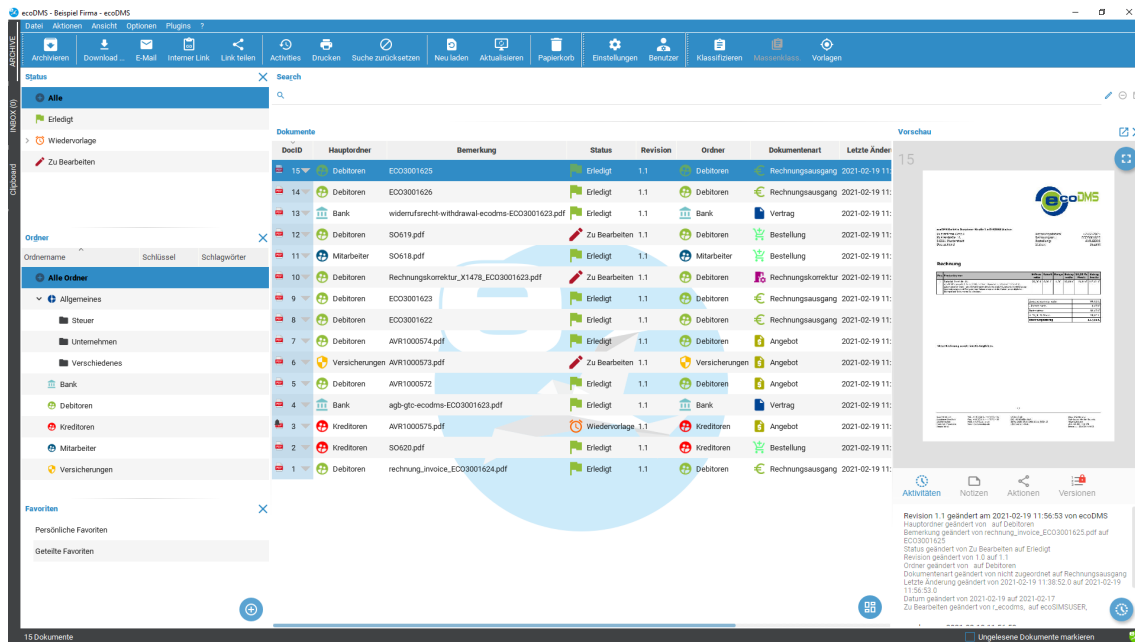 ecoDMS - Beispiel Firma - ecoDMS
Datei Aktionen Ansicht Optionen Plugins ?
ARCHIVE
INBOX (0)
Clipboard
Archivieren Download ... E-Mail Interner Link Link teilen Activities Drucken Suche zurücksetzen Neu laden Aktualisieren Papierkorb Einstellungen Benutzer Klassifizieren Massenklass. Vorlagen
Status
Alle
Erledigt
Wiedervorlage
Zu Bearbeiten
Ordner
Ordnername Schlüssel Schlagwörter
Alle Ordner
Allgemeines
Steuer
Unternehmen
Verschiedenes
Bank
Debitoren
Kreditoren
Mitarbeiter
Versicherungen
Favoriten
Persönliche Favoriten
Geteilte Favoriten
Search
Dokumente
DocID Hauptordner Bemerkung Status Revision Ordner Dokumentenart Letzte Änder
15 Debitoren ECO3001625 Erledigt 1.1 Debitoren Rechnungsausgang 2021-02-19 11:
14 Debitoren ECO3001626 Erledigt 1.1 Debitoren Rechnungsausgang 2021-02-19 11:
13 Bank widerrufsrecht-withdrawal-ecodms-ECO3001623.pdf Erledigt 1.1 Bank Vertrag 2021-02-19 11:
12 Debitoren SO619.pdf Zu Bearbeiten 1.1 Debitoren Bestellung 2021-02-19 11:
11 Mitarbeiter SO618.pdf Erledigt 1.1 Mitarbeiter Bestellung 2021-02-19 11:
10 Debitoren Rechnungskorrektur_X1478_ECO3001623.pdf Zu Bearbeiten 1.1 Debitoren Rechnungskorrektur 2021-02-19 11:
9 Debitoren ECO3001623 Erledigt 1.1 Debitoren Rechnungsausgang 2021-02-19 11:
8 Debitoren ECO3001622 Erledigt 1.1 Debitoren Rechnungsausgang 2021-02-19 11:
7 Debitoren AVR1000574.pdf Erledigt 1.1 Debitoren Angebot 2021-02-19 11:
6 Versicherungen AVR1000573.pdf Zu Bearbeiten 1.1 Versicherungen Angebot 2021-02-19 11:
5 Debitoren AVR1000572 Erledigt 1.1 Debitoren Angebot 2021-02-19 11:
4 Bank agb-gtc-ecodms-ECO3001623.pdf Erledigt 1.1 Bank Vertrag 2021-02-19 11:
3 Kreditoren AVR1000575.pdf Wiedervorlage 1.1 Kreditoren Angebot 2021-02-19 11:
2 Kreditoren SO620.pdf Erledigt 1.1 Kreditoren Bestellung 2021-02-19 11:
1 Debitoren rechnung_invoice_ECO3001624.pdf Erledigt 1.1 Debitoren Rechnungsausgang 2021-02-19 11:
Vorschau
15
ecoDMS
Rechnung
Aktivitäten Notizen Aktionen Versionen
Revision 1.1 geändert am 2021-02-19 11:56:53 von ecoDMS
Hauptordner geändert von auf Debitoren
Bemerkung geändert von rechnung_invoice_ECO3001625.pdf auf
ECO3001625
Status geändert von Zu Bearbeiten auf Erledigt
Revision geändert von 1.0 auf 1.1
Ordner geändert von auf Debitoren
Dokumentenart geändert von nicht zugeordnet auf Rechnungsausgang
Letzte Änderung geändert von 2021-02-19 11:38:52.0 auf 2021-02-19
11:56:53.0
Datum geändert von 2021-02-19 auf 2021-02-17
Zu Bearbeiten geändert von r_ecodms, auf ecoSIMSUSER,
15 Dokumente
Ungelesene Dokumente markieren